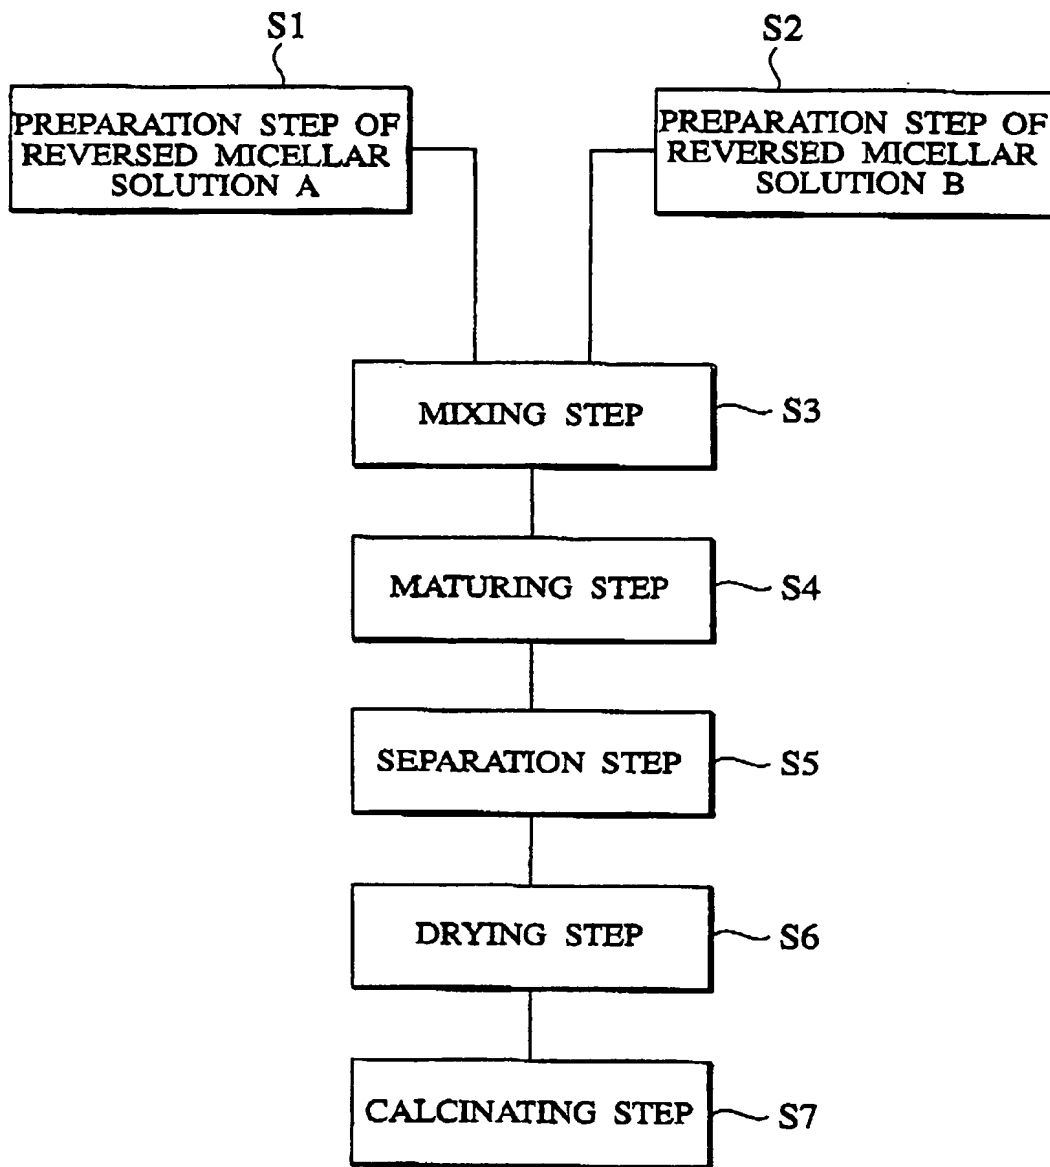 S1
S2
PREPARATION STEP OF
REVERSED MICELLAR
SOLUTION A
PREPARATION STEP OF
REVERSED MICELLAR
SOLUTION B
MIXING STEP
S3
MATURING STEP
S4
SEPARATION STEP
S5
DRYING STEP
S6
CALCINATING STEP
S7